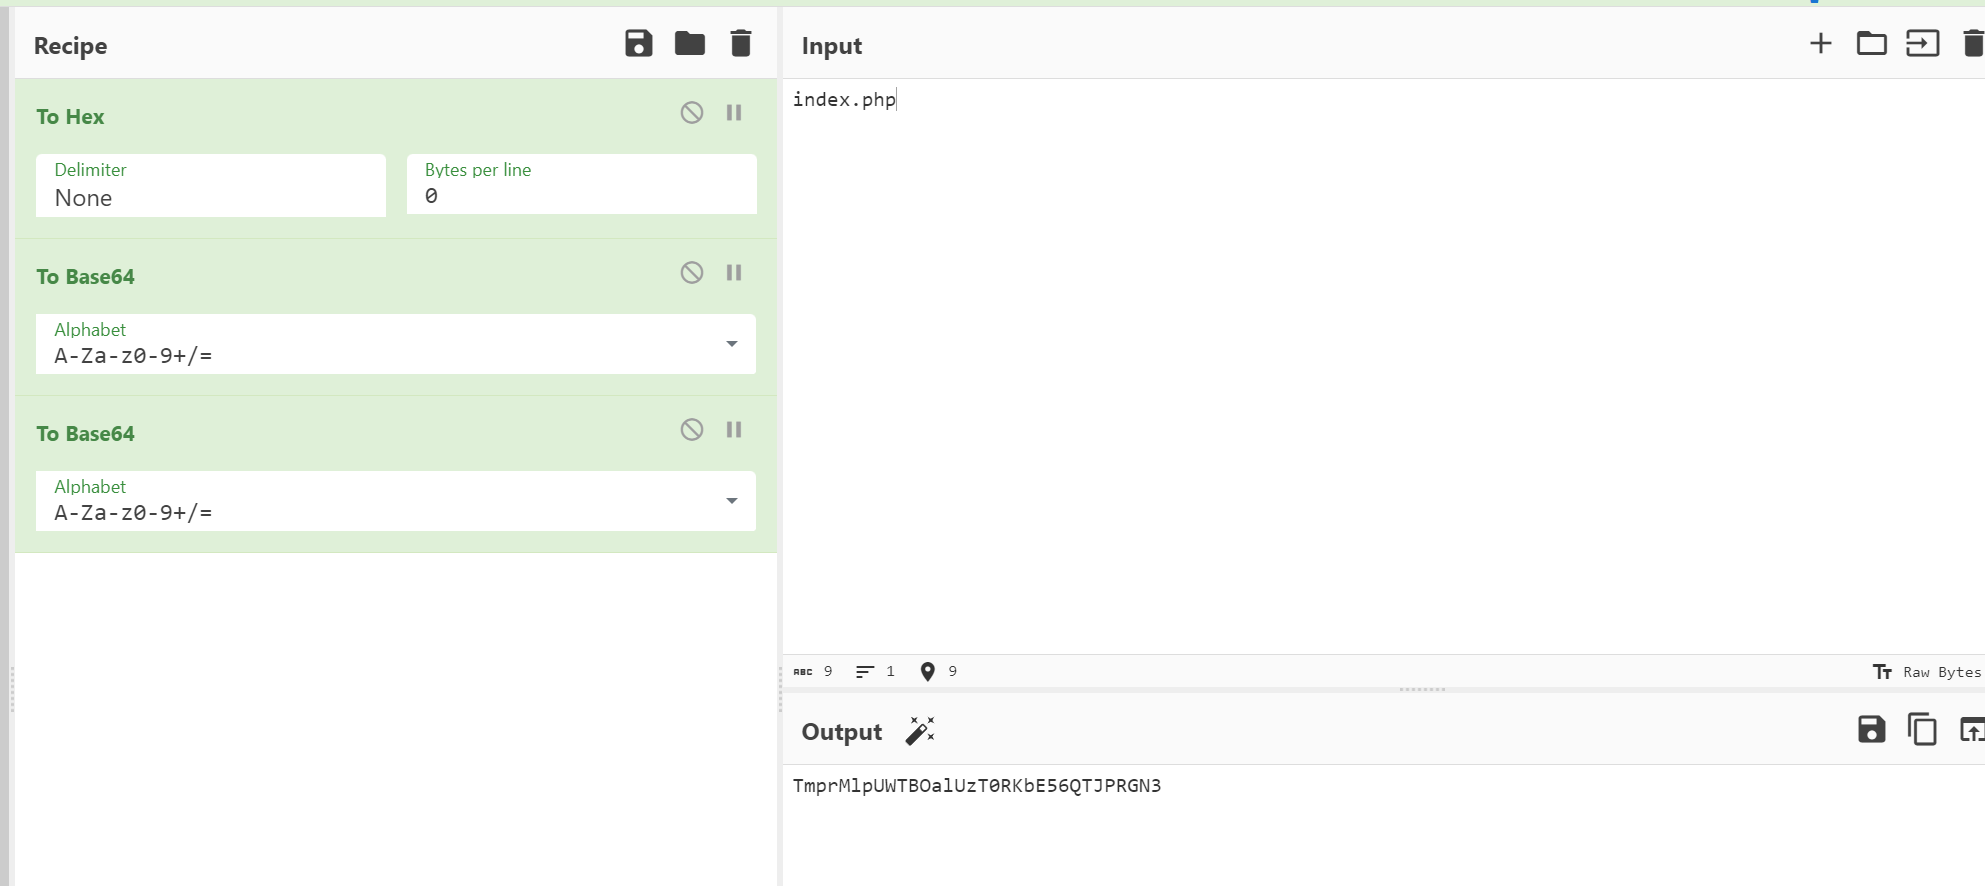 Recipe
To Hex
Delimiter
None
Bytes per line
0
To Base64
Alphabet
A-Za-z0-9+/=
To Base64
Alphabet
A-Za-z0-9+/=
Input
index.php
ABC 9 1 9
Tт Raw Bytes
Output
TmprMlpUWTBOalUzT0RKbE56QTJPRGN3